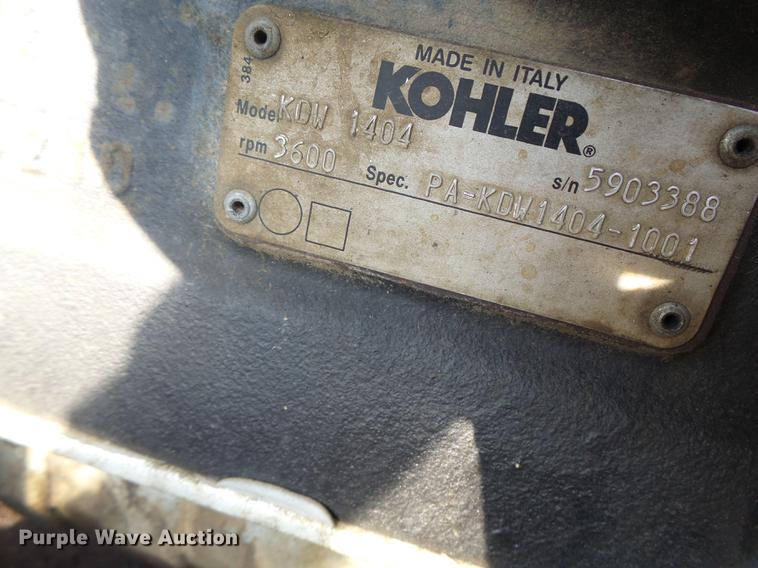 384
MADE IN ITALY
KOHLER®
Model KDW 1404
rpm 3600 s/n 5903388
Spec. PA-KDW1404-1001
Purple Wave Auction